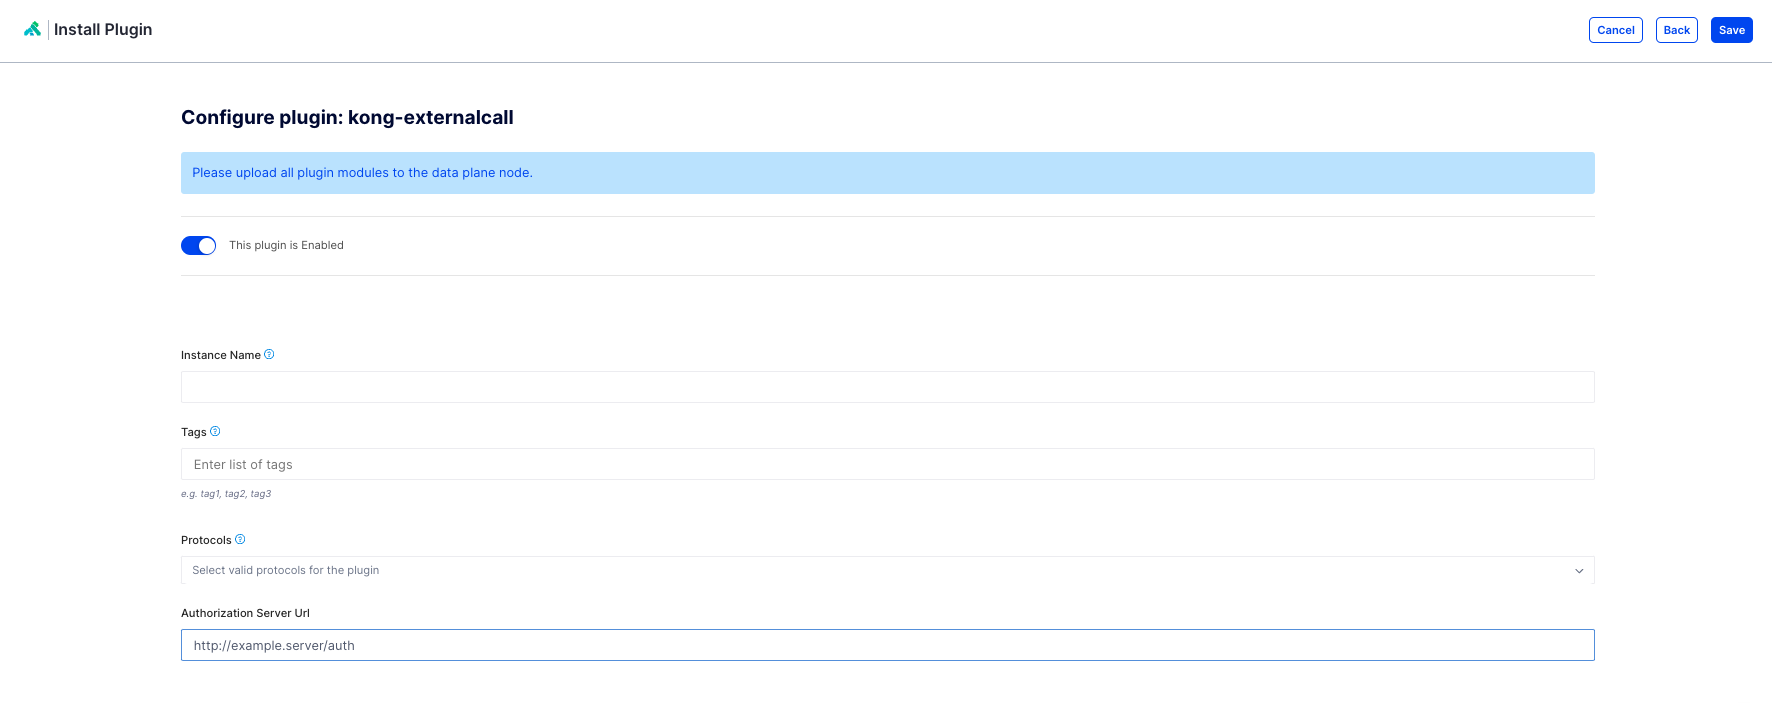 Install Plugin
Cancel
Back
Save
Configure plugin: kong-externalcall
Please upload all plugin modules to the data plane node.
This plugin is Enabled
Instance Name
Tags
Enter list of tags
e.g. tag1, tag2, tag3
Protocols
Select valid protocols for the plugin
Authorization Server Url
http://example.server/auth